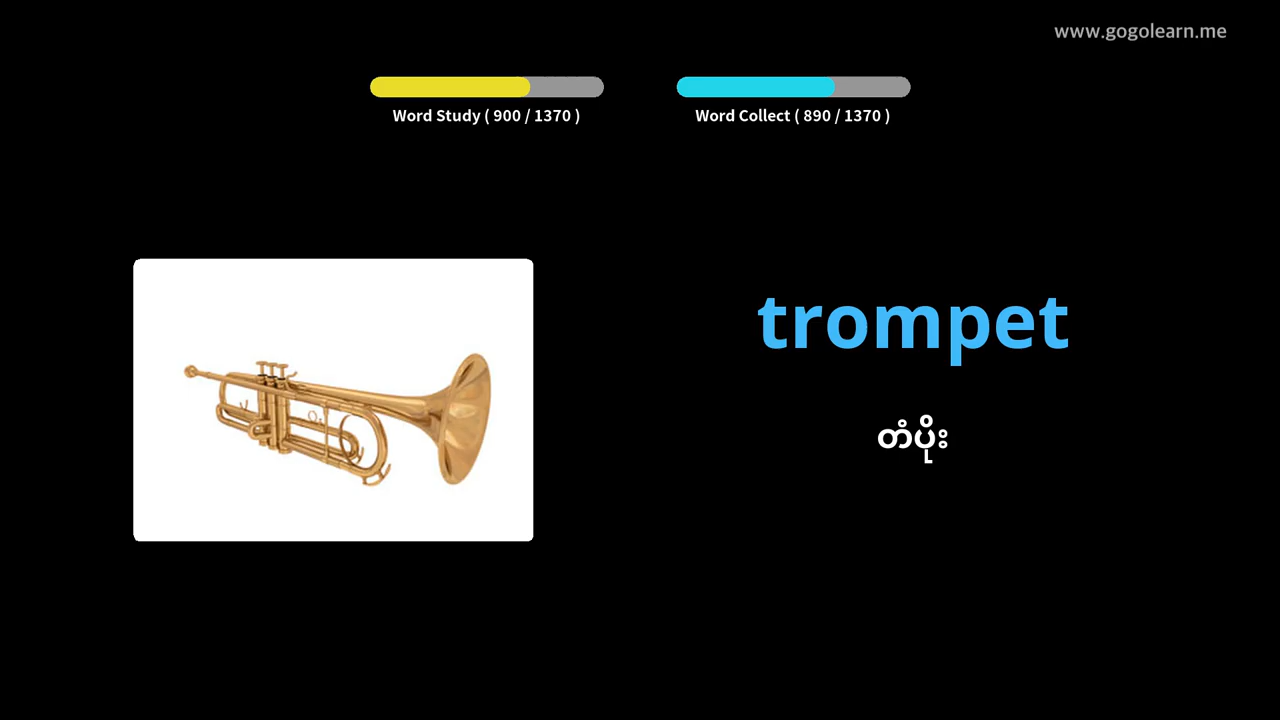 www.gogolearn.me
Word Study ( 900 / 1370 )
Word Collect ( 890 / 1370 )
trompet
တံပိုး